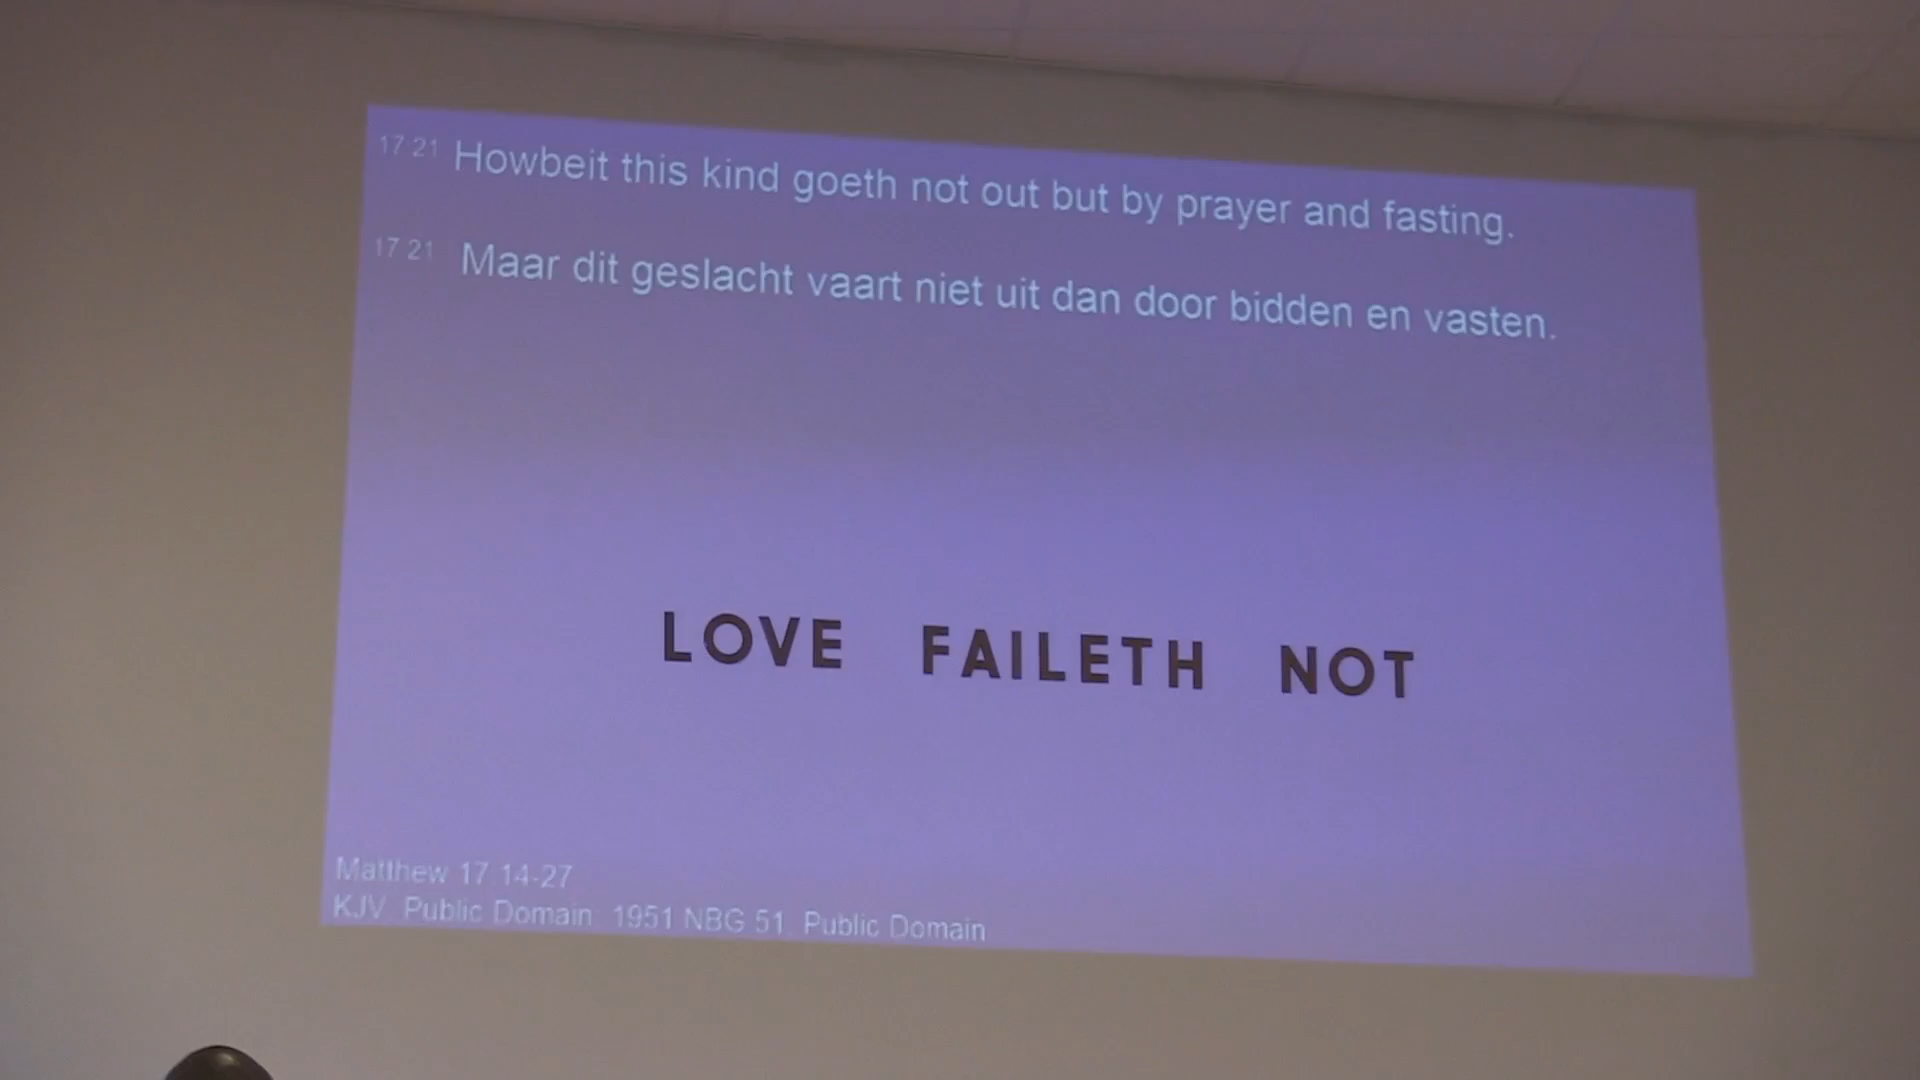 17:21 Howbeit this kind goeth not out but by prayer and fasting.
17:21 Maar dit geslacht vaart niet uit dan door bidden en vasten.
LOVE FAILETH NOT
Matthew 17:14-27
KJV, Public Domain; 1951 NBG 51, Public Domain